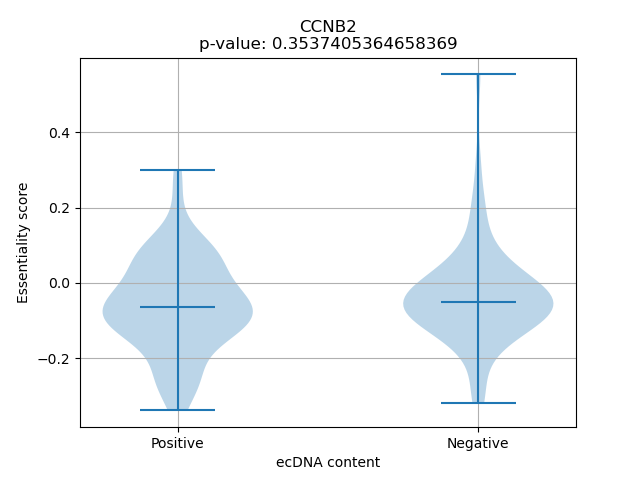 CCNB2
p-value: 0.3537405364658369
Essentiality score
0.4
0.2
0.0
−0.2
Positive
Negative
ecDNA content